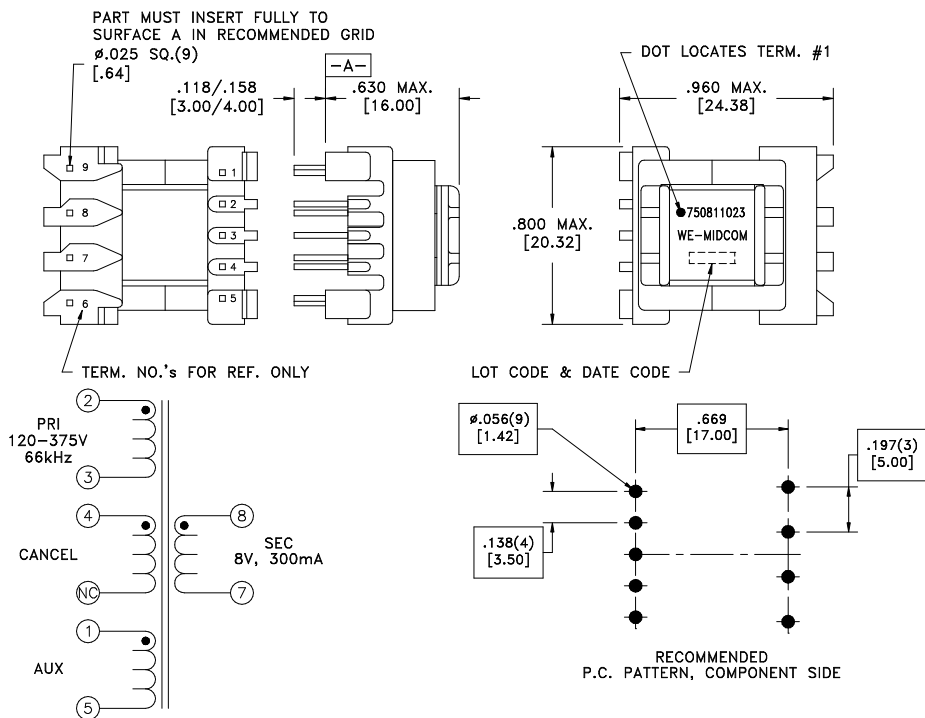 PART MUST INSERT FULLY TO
SURFACE A IN RECOMMENDED GRID
ø.025 SQ.(9)
[.64]
-A-
.118/.158
[3.00/4.00]
.630 MAX.
[16.00]
DOT LOCATES TERM. #1
.960 MAX.
[24.38]
9
8
7
6
1
2
3
4
5
.800 MAX.
[20.32]
750811023
WE-MIDCOM
TERM. NO.'s FOR REF. ONLY
LOT CODE & DATE CODE
2
PRI
120-375V
66kHz
3
4
CANCEL
NC
8
SEC
8V, 300mA
7
1
AUX
5
ø.056(9)
[1.42]
.669
[17.00]
.197(3)
[5.00]
.138(4)
[3.50]
RECOMMENDED
P.C. PATTERN, COMPONENT SIDE